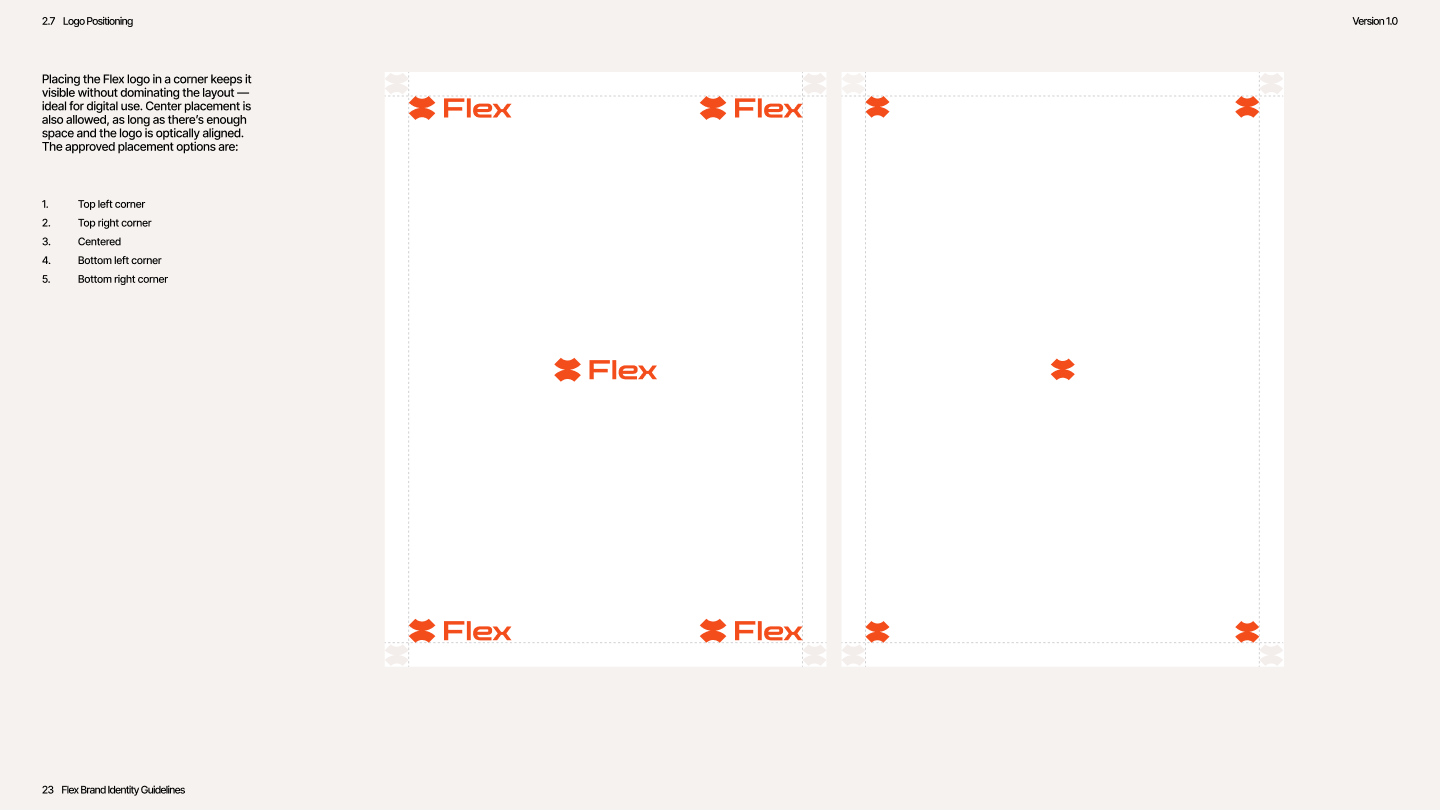 2.7 Logo Positioning
Version 1.0
Placing the Flex logo in a corner keeps it
visible without dominating the layout —
ideal for digital use. Center placement is
also allowed, as long as there’s enough
space and the logo is optically aligned.
The approved placement options are:
1. Top left corner
2. Top right corner
3. Centered
4. Bottom left corner
5. Bottom right corner
Flex
Flex
Flex
Flex
Flex
23 Flex Brand Identity Guidelines